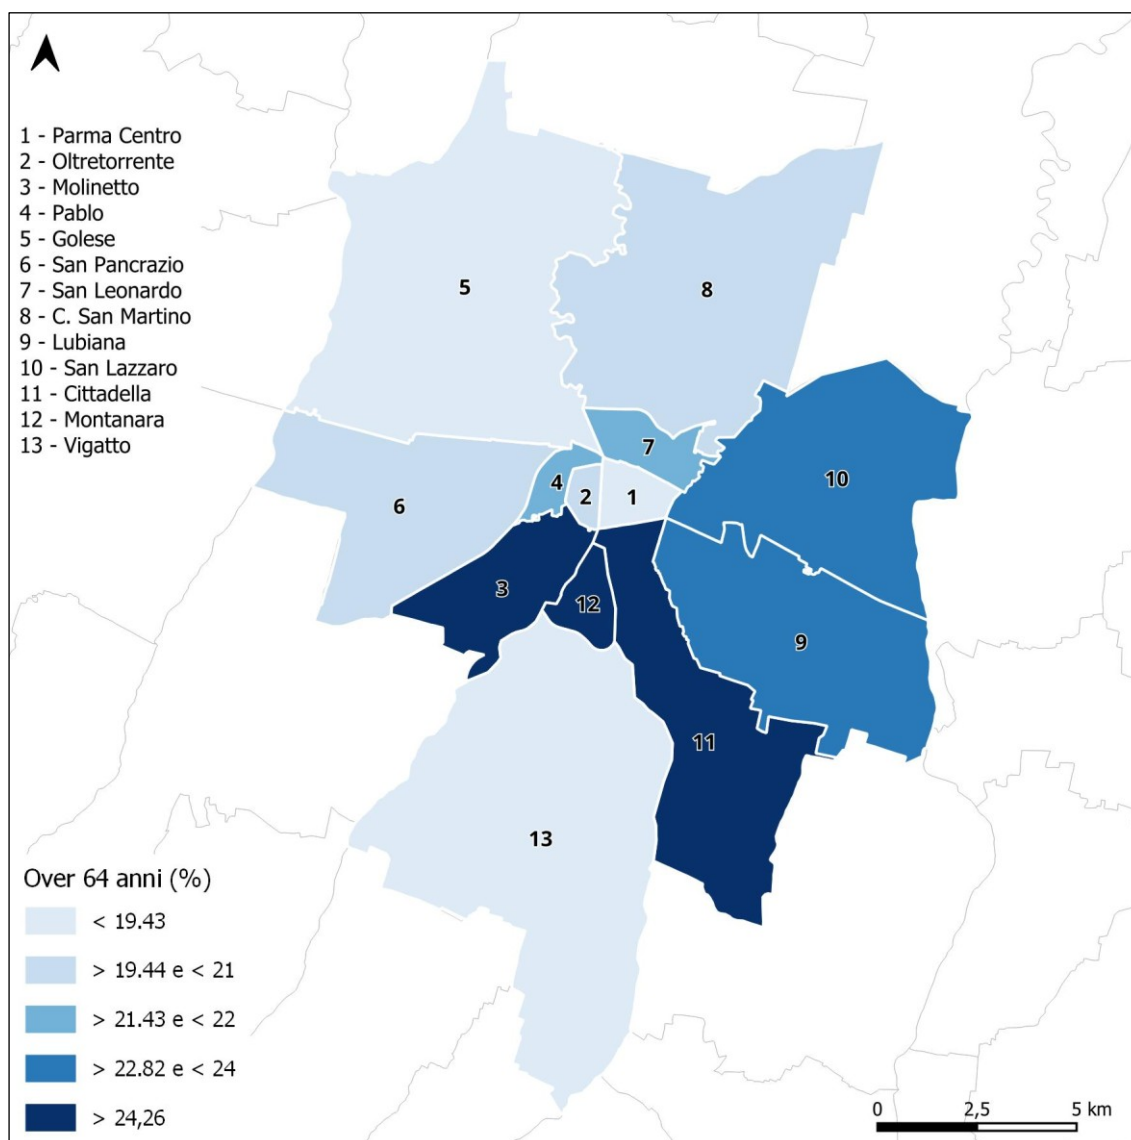 1 - Parma Centro
2 - Oltretorrente
3 - Molinetto
4 - Pablo
5 - Golese
6 - San Pancrazio
7 - San Leonardo
8 - C. San Martino
9 - Lubiana
10 - San Lazzaro
11 - Cittadella
12 - Montanara
13 - Vigatto
5
8
7
10
4
2
1
6
3
12
9
11
13
Over 64 anni (%)
< 19.43
> 19.44 e < 21
> 21.43 e < 22
> 22.82 e < 24
> 24,26
0 2,5 5 km